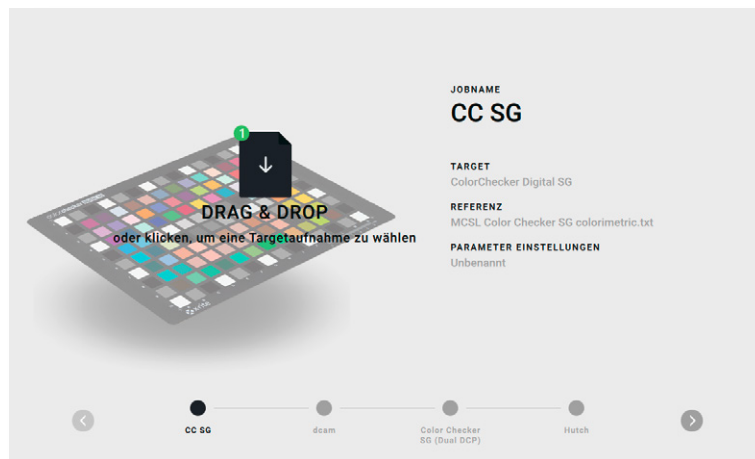 JOBNAME
CC SG
1
DRAG & DROP
oder klicken, um eine Targetaufnahme zu wählen
TARGET
ColorChecker Digital SG
REFERENZ
MCSL Color Checker SG colorimetric.txt
PARAMETER EINSTELLUNGEN
Unbenannt
CC SG
dcam
Color Checker
SG (Dual DCP)
Hutch